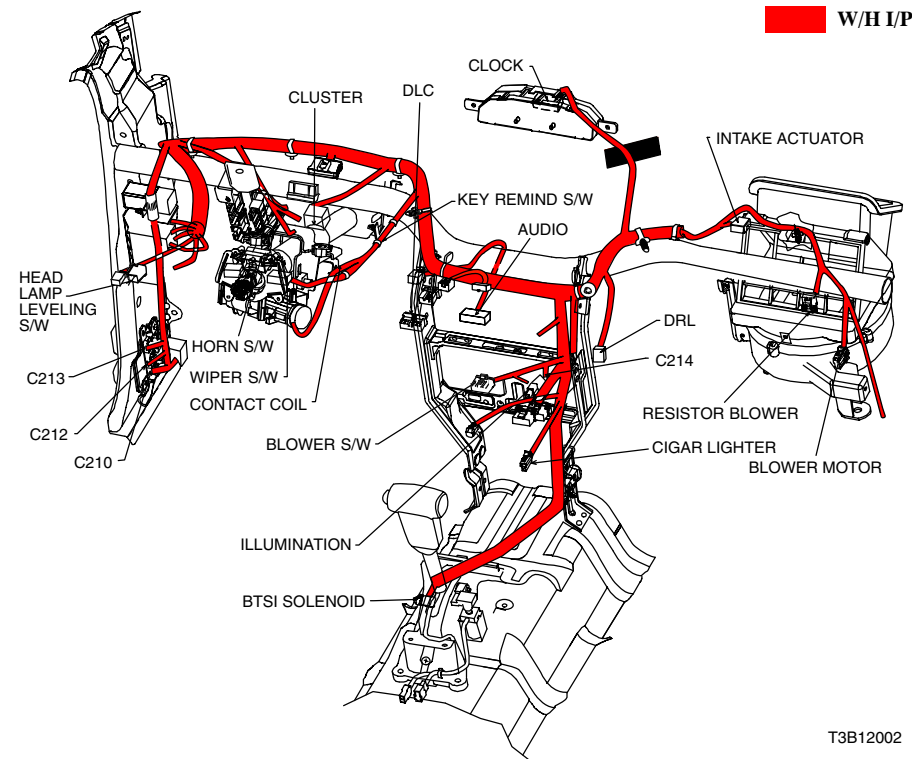 W/H I/P
CLOCK
CLUSTER
DLC
INTAKE ACTUATOR
KEY REMIND S/W
AUDIO
HEAD
LAMP
LEVELING
S/W
DRL
HORN S/W
C214
C213
WIPER S/W
CONTACT COIL
RESISTOR BLOWER
C212
BLOWER S/W
CIGAR LIGHTER
C210
BLOWER MOTOR
ILLUMINATION
BTSI SOLENOID
T3B12002